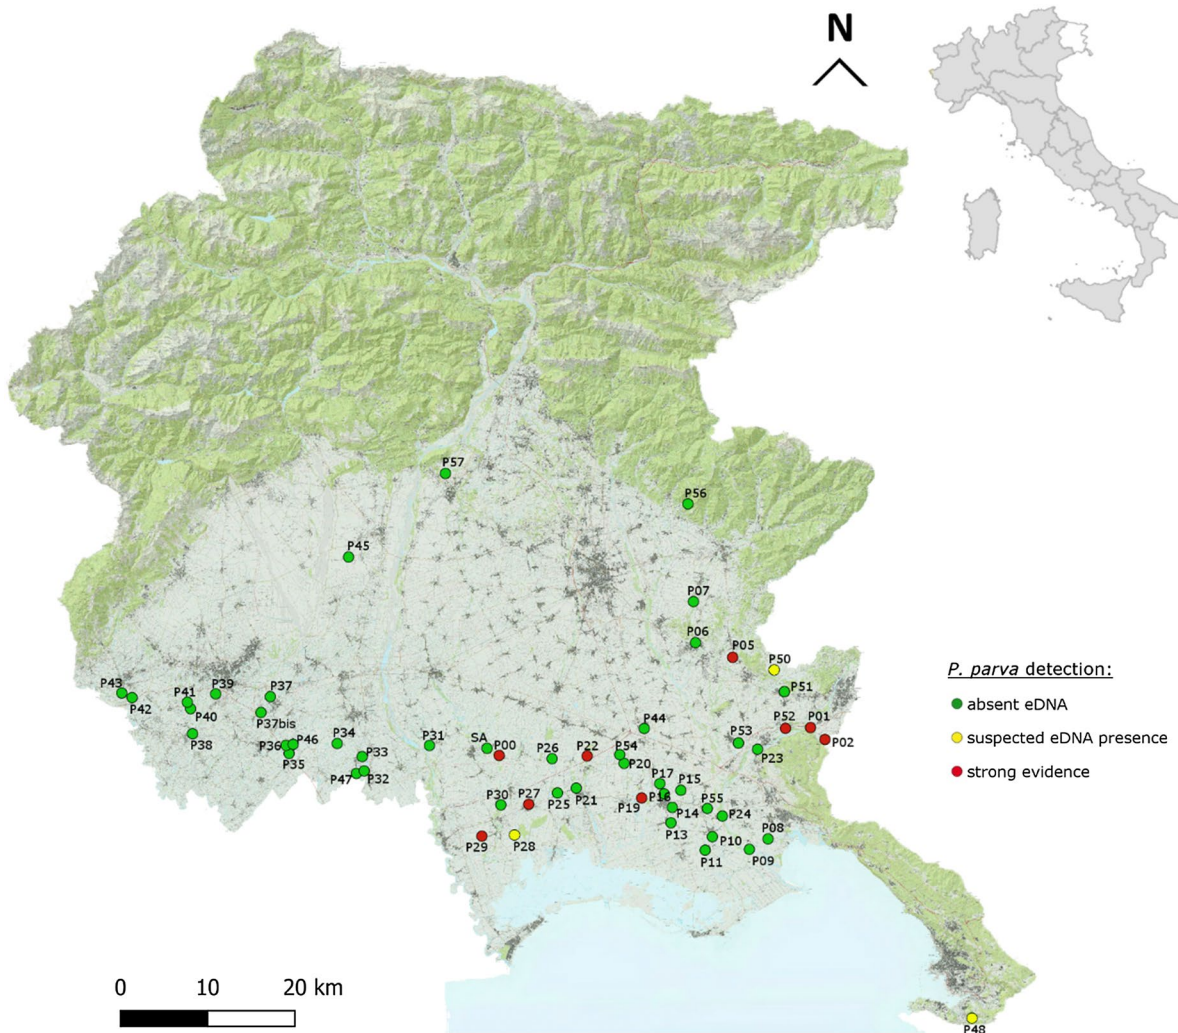 N
P57
P56
P45
P07
P06
P05
P50
P51
P43
P42
P41
P40
P39
P37
P37bis
P38
P36
P46
P35
P34
P33
P47
P32
P31
SA
P00
P26
P22
P54
P20
P44
P53
P23
P52
P01
P02
P30
P27
P25
P21
P19
P17
P16
P15
P14
P13
P55
P24
P10
P11
P09
P08
P29
P28
P48
P. parva detection:
absent eDNA
suspected eDNA presence
strong evidence
0 10 20 km